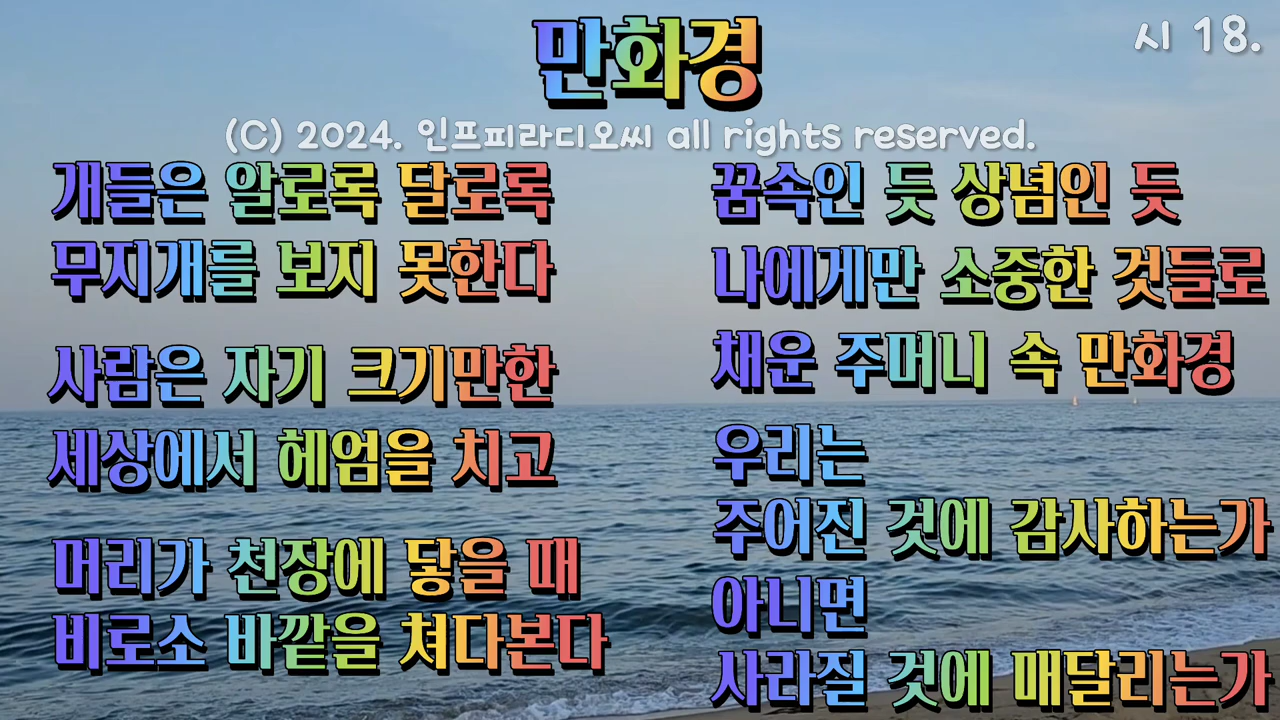 만화경
시 18.
(C) 2024. 인프피라디오씨 all rights reserved.
개들은 알로록 달로록
무지개를 보지 못한다
사람은 자기 크기만한
세상에서 헤엄을 치고
머리가 천장에 닿을 때
비로소 바깥을 쳐다본다
꿈속인 듯 상념인 듯
나에게만 소중한 것들로
채운 주머니 속 만화경
우리는
주어진 것에 감사하는가
아니면
사라질 것에 매달리는가